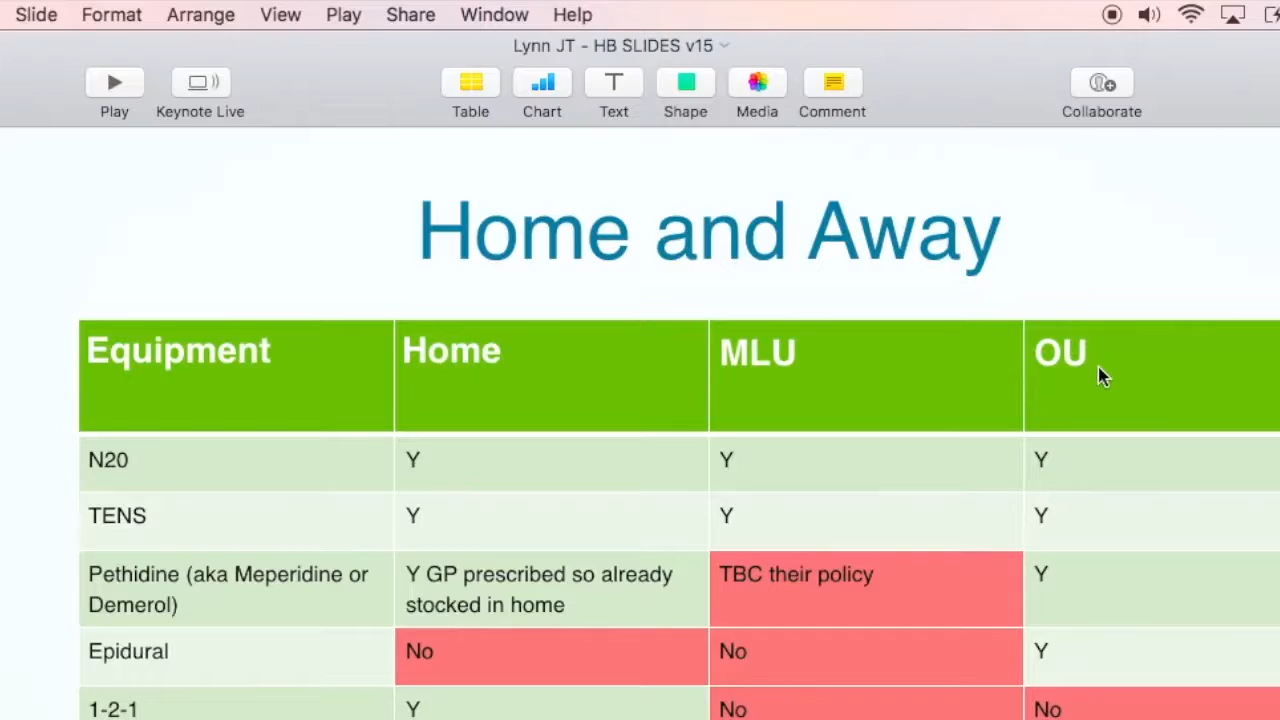 Slide Format Arrange View Play Share Window Help
Lynn JT - HB SLIDES v15
Play Keynote Live Table Chart Text Shape Media Comment Collaborate
Home and Away
Equipment Home MLU OU
N20 Y Y Y
TENS Y Y Y
Pethidine (aka Meperidine or Y GP prescribed so already TBC their policy Y
Demerol) stocked in home
Epidural No No Y
1-2-1 Y No No